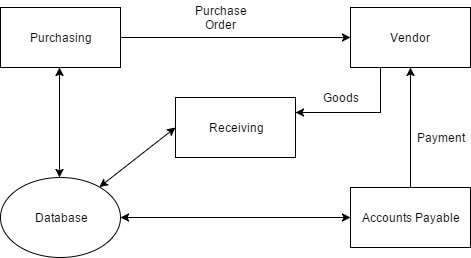 Purchase
Order
Purchasing
Vendor
Goods
Receiving
Payment
Database
Accounts Payable